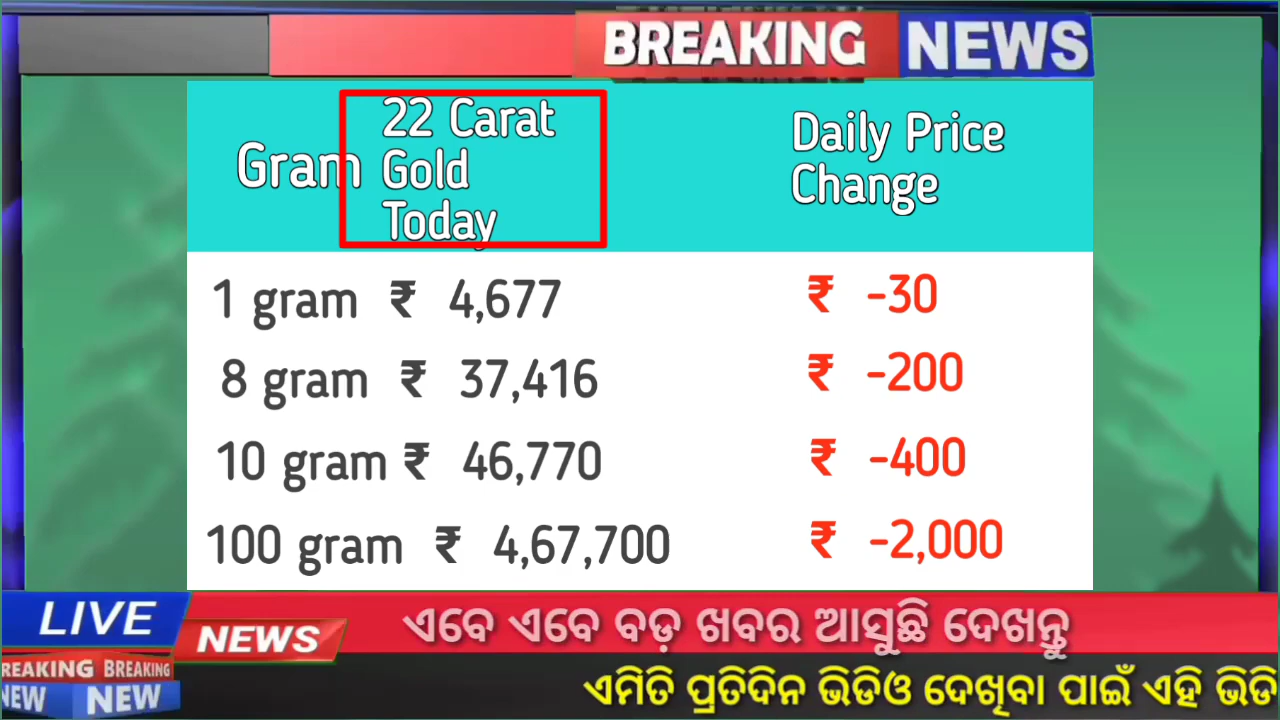 BREAKING NEWS
Gram
22 Carat
Gold
Today
Daily Price
Change
1 gram ₹ 4,677 ₹ -30
8 gram ₹ 37,416 ₹ -200
10 gram ₹ 46,770 ₹ -400
100 gram ₹ 4,67,700 ₹ -2,000
LIVE
NEWS
ଏବେ ଏବେ ବଡ଼ ଖବର ଆସୁଛି ଦେଖନ୍ତୁ
REAKING BREAKING
NEW NEW
ଏମିତି ପ୍ରତିଦିନ ଭିଡିଓ ଦେଖିବା ପାଇଁ ଏହି ଭିଡି